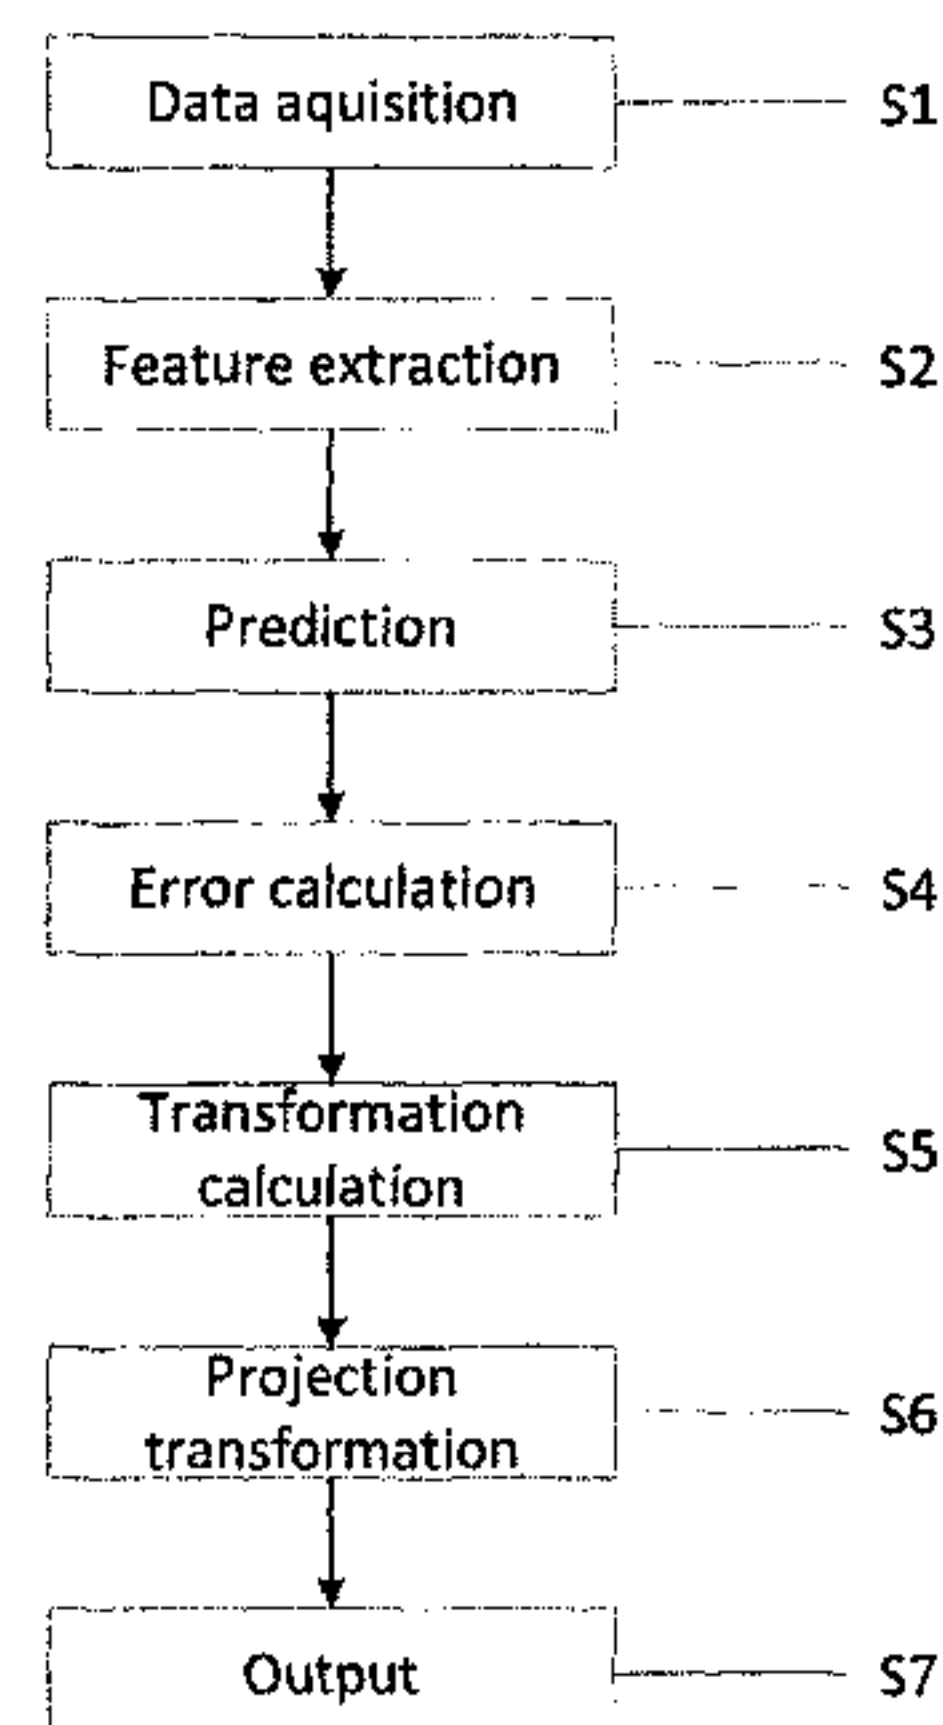 Data aquisition S1
Feature extraction S2
Prediction S3
Error calculation S4
Transformation
calculation S5
Projection
transformation S6
Output S7